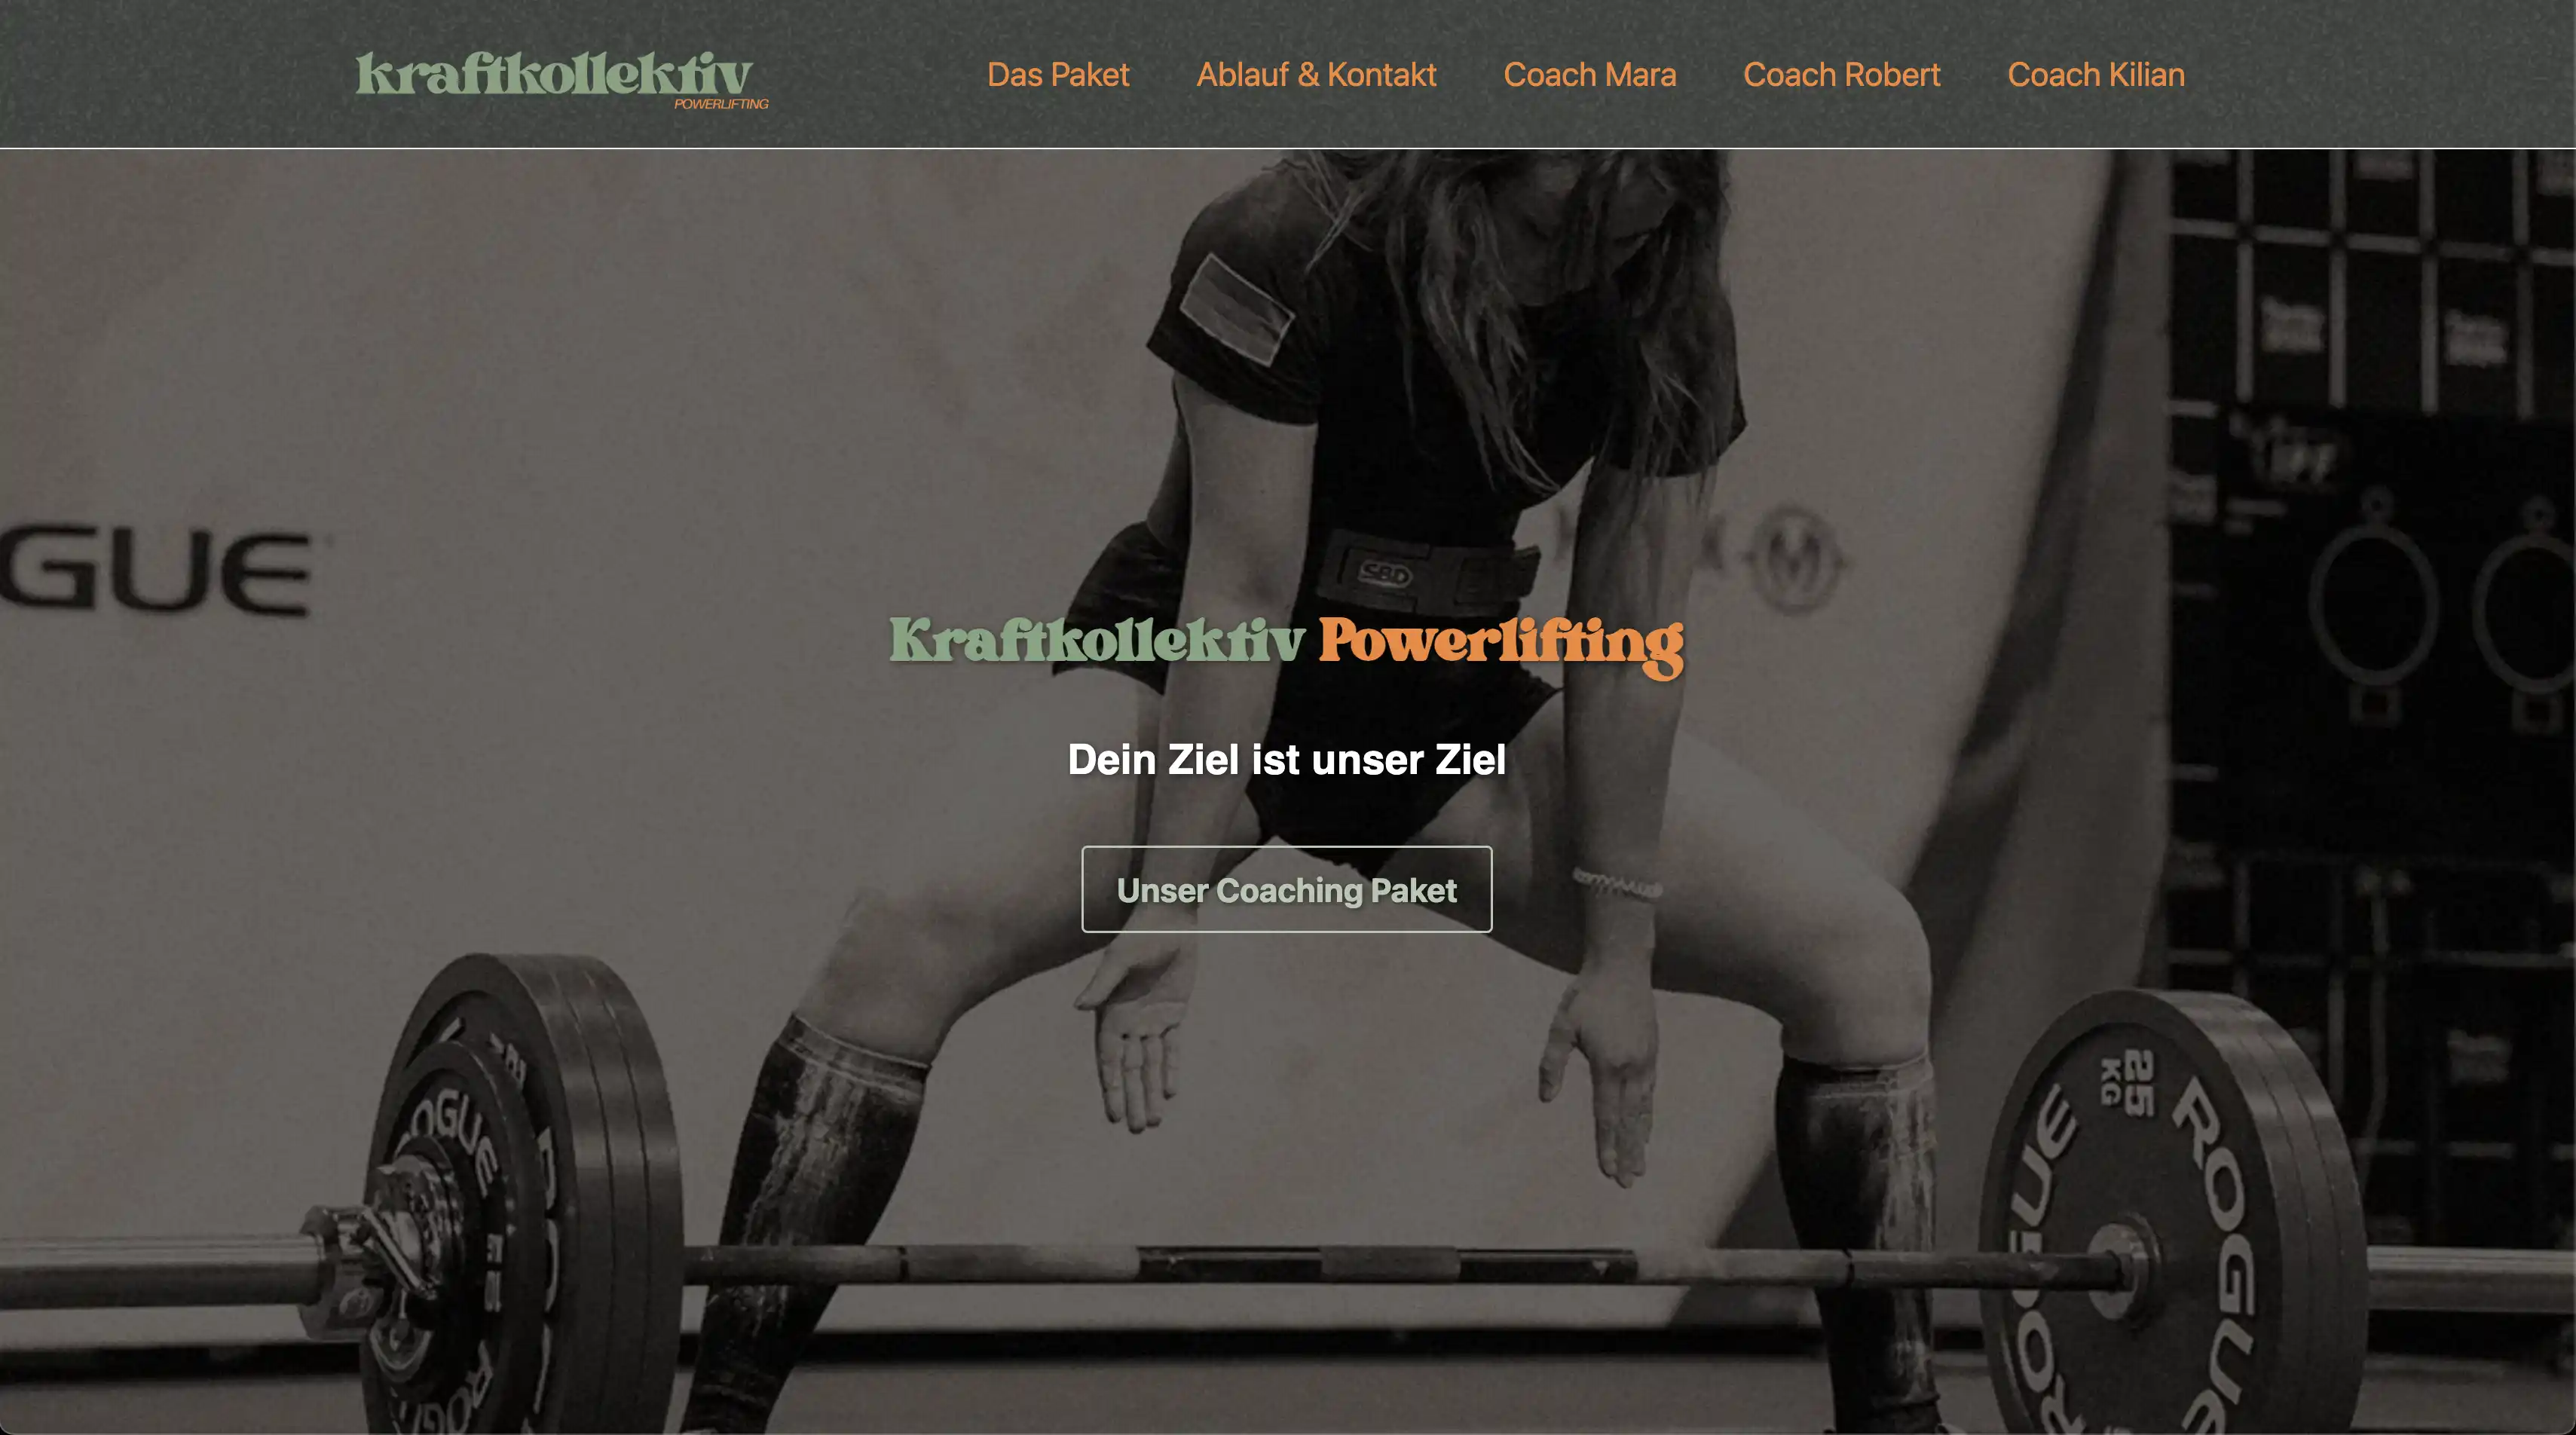 kraftkollektiv
POWERLIFTING
Das Paket
Ablauf & Kontakt
Coach Mara
Coach Robert
Coach Kilian
GUE
SBD
M
Kraftkollektiv Powerlifting
Dein Ziel ist unser Ziel
Unser Coaching Paket
OGUE
25
KG
ROGUE
ROGUE